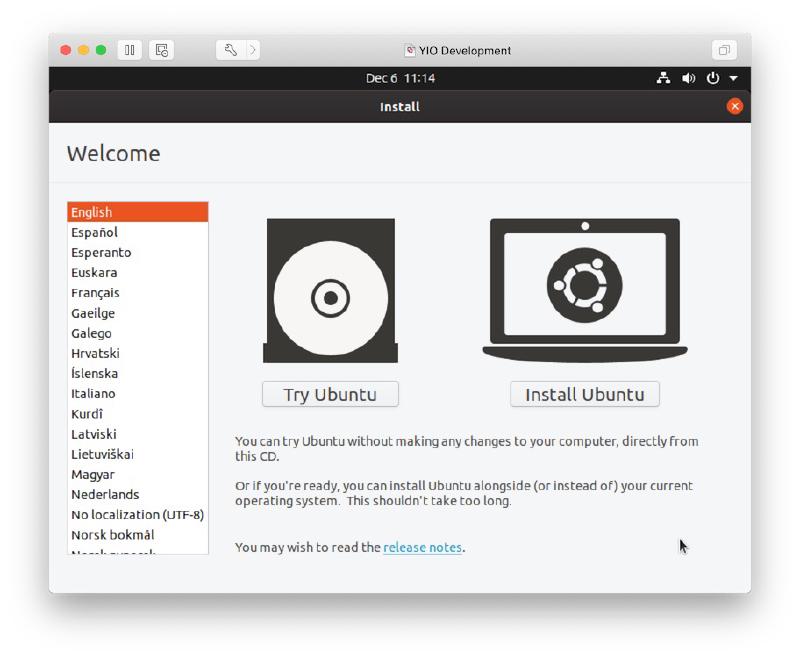 YIO Development
Dec 6 11:14
Install
Welcome
English
Español
Esperanto
Euskara
Français
Gaeilge
Galego
Hrvatski
Íslenska
Italiano
Kurdî
Latviski
Lietuviškai
Magyar
Nederlands
No localization (UTF-8)
Norsk bokmål
Norsk nynorsk
Try Ubuntu
Install Ubuntu
You can try Ubuntu without making any changes to your computer, directly from
this CD.
Or if you're ready, you can install Ubuntu alongside (or instead of) your current
operating system. This shouldn't take too long.
You may wish to read the release notes.